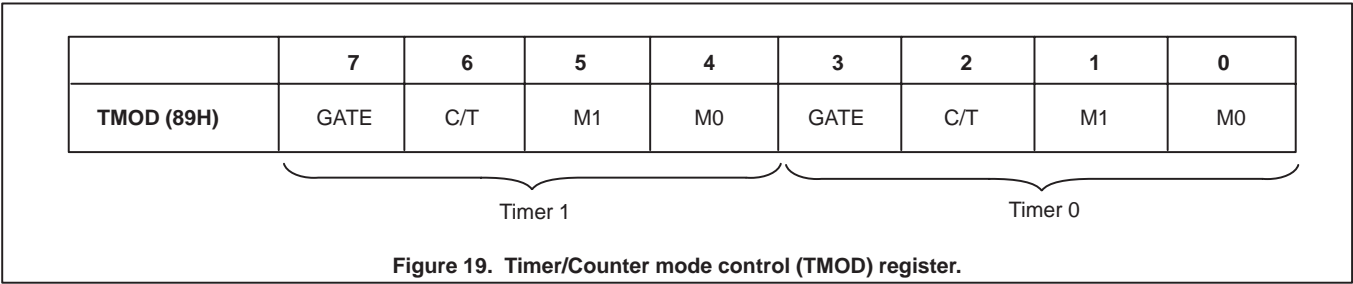 7 6 5 4 3 2 1 0
TMOD (89H) GATE C/T M1 M0 GATE C/T M1 M0
Timer 1 Timer 0
Figure 19. Timer/Counter mode control (TMOD) register.